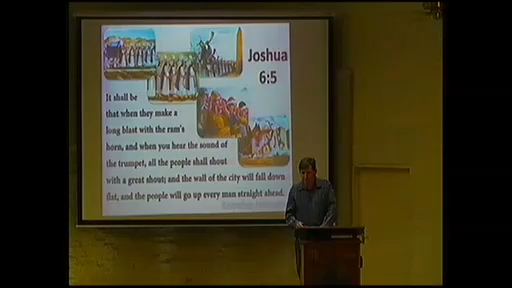 Joshua
6:5
It shall be
that when they make a
long blast with the ram's
horn, and when you hear the sound of
the trumpet, all the people shall shout
with a great shout; and the wall of the city will fall down
flat, and the people will go up every man straight ahead.